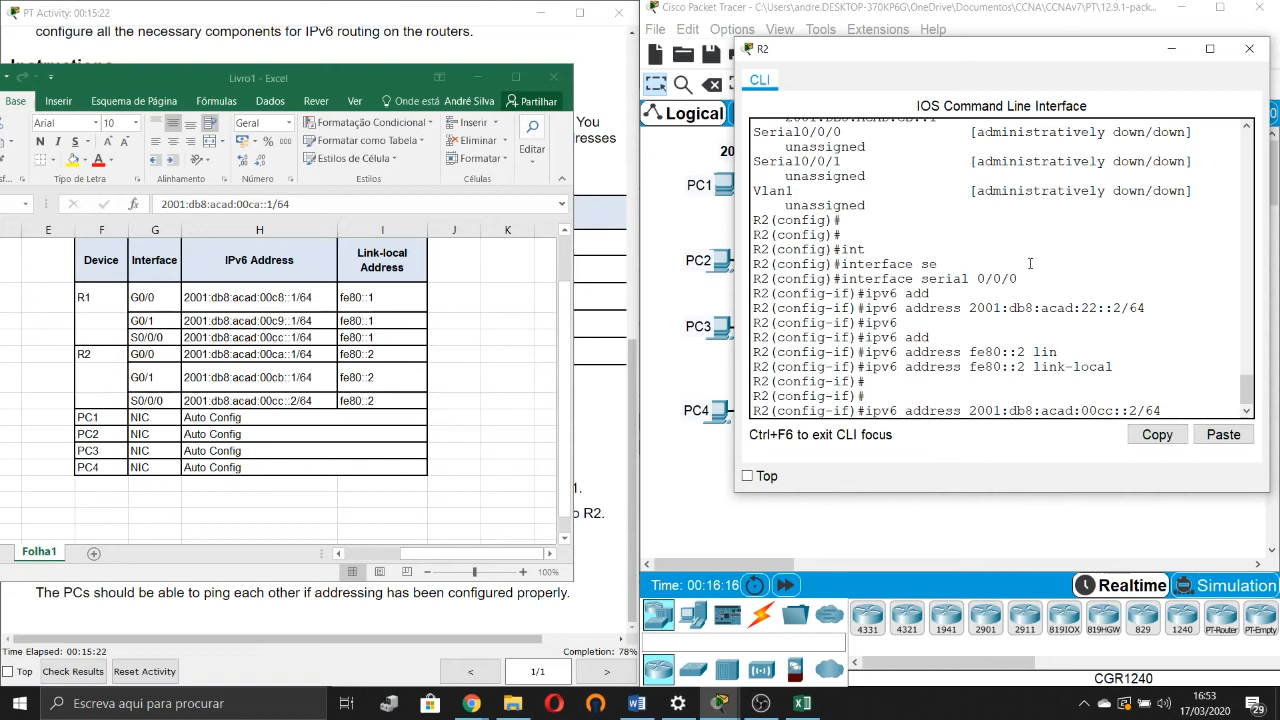 PT Activity: 00:15:22
configure all the necessary components for IPv6 routing on the routers.
You
resses
Livro1 - Excel
Base Inserir Esquema de Página Fórmulas Dados Rever Ver Onde está André Silva Partilhar
Arial 10 Geral Formatação Condicional Inserir
Formatar como Tabela Eliminar Editar
N I S Estilos de Célula Formatar
Tipo de Letra Alinhamento Número Estilos Células
fx 2001:db8:acad:00ca::1/64
E F G H I J K
Device Interface IPv6 Address Link-local Address
R1 G0/0 2001:db8:acad:00c8::1/64 fe80::1
G0/1 2001:db8:acad:00c9::1/64 fe80::1
S0/0/0 2001:db8:acad:00cc::1/64 fe80::1
R2 G0/0 2001:db8:acad:00ca::1/64 fe80::2
G0/1 2001:db8:acad:00cb::1/64 fe80::2
S0/0/0 2001:db8:acad:00cc::2/64 fe80::2
PC1 NIC Auto Config
PC2 NIC Auto Config
PC3 NIC Auto Config
PC4 NIC Auto Config
1.
o R2.
Folha1
100%
The PCs should be able to ping each other if addressing has been configured properly.
Time Elapsed: 00:15:22 Completion: 78%
Top Check Results Reset Activity < 1/1 >
Cisco Packet Tracer - C:\Users\andre.DESKTOP-370KP6G\OneDrive\Documentos\CCNA\CCNAv7\PT\12.9.1-pack...
File Edit Options View Tools Extensions Help
Logical
20
PC1
PC2
PC3
PC4
R2
CLI
IOS Command Line Interface
Serial0/0/0 [administratively down/down]
unassigned
Serial0/0/1 [administratively down/down]
unassigned
Vlan1 [administratively down/down]
unassigned
R2(config)#
R2(config)#
R2(config)#int
R2(config)#interface se
R2(config)#interface serial 0/0/0
R2(config-if)#ipv6 add
R2(config-if)#ipv6 address 2001:db8:acad:22::2/64
R2(config-if)#ipv6
R2(config-if)#ipv6 add
R2(config-if)#ipv6 address fe80::2 lin
R2(config-if)#ipv6 address fe80::2 link-local
R2(config-if)#
R2(config-if)#
R2(config-if)#ipv6 address 2001:db8:acad:00cc::2/64
Ctrl+F6 to exit CLI focus Copy Paste
Top
Time: 00:16:16 Realtime Simulation
4331 4321 1941 2901 2911 819IOX 819HGW 829 1240 PT-Router PT-Empty
CGR1240
Escreva aqui para procurar
16:53
17/03/2020
29